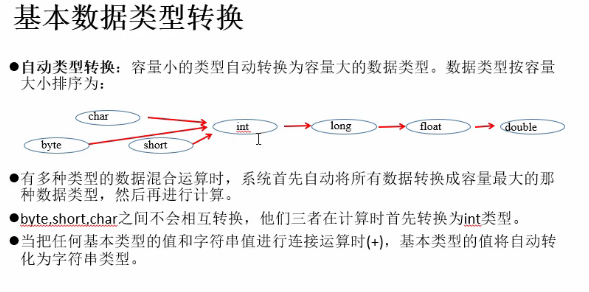 基本数据类型转换
●自动类型转换：容量小的类型自动转换为容量大的数据类型。数据类型按容量
大小排序为：
char
byte
short
int
long
float
double
●有多种类型的数据混合运算时，系统首先自动将所有数据转换成容量最大的那
种数据类型，然后再进行计算。
●byte,short,char之间不会相互转换，他们三者在计算时首先转换为int类型。
●当把任何基本类型的值和字符串值进行连接运算时(+)，基本类型的值将自动转
化为字符串类型。